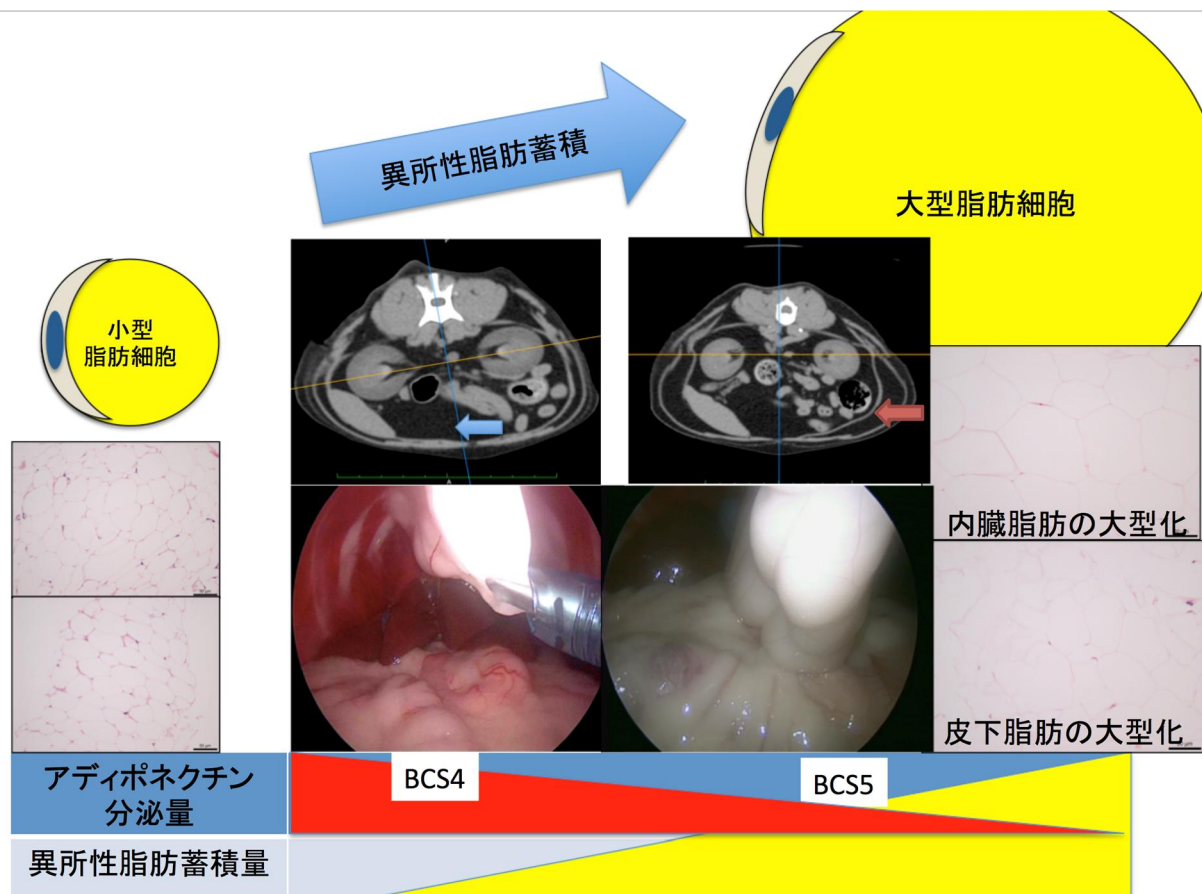 異所性脂肪蓄積
大型脂肪細胞
小型
脂肪細胞
A
内臓脂肪の大型化
皮下脂肪の大型化
アディポネクチン
分泌量
BCS4
BCS5
異所性脂肪蓄積量